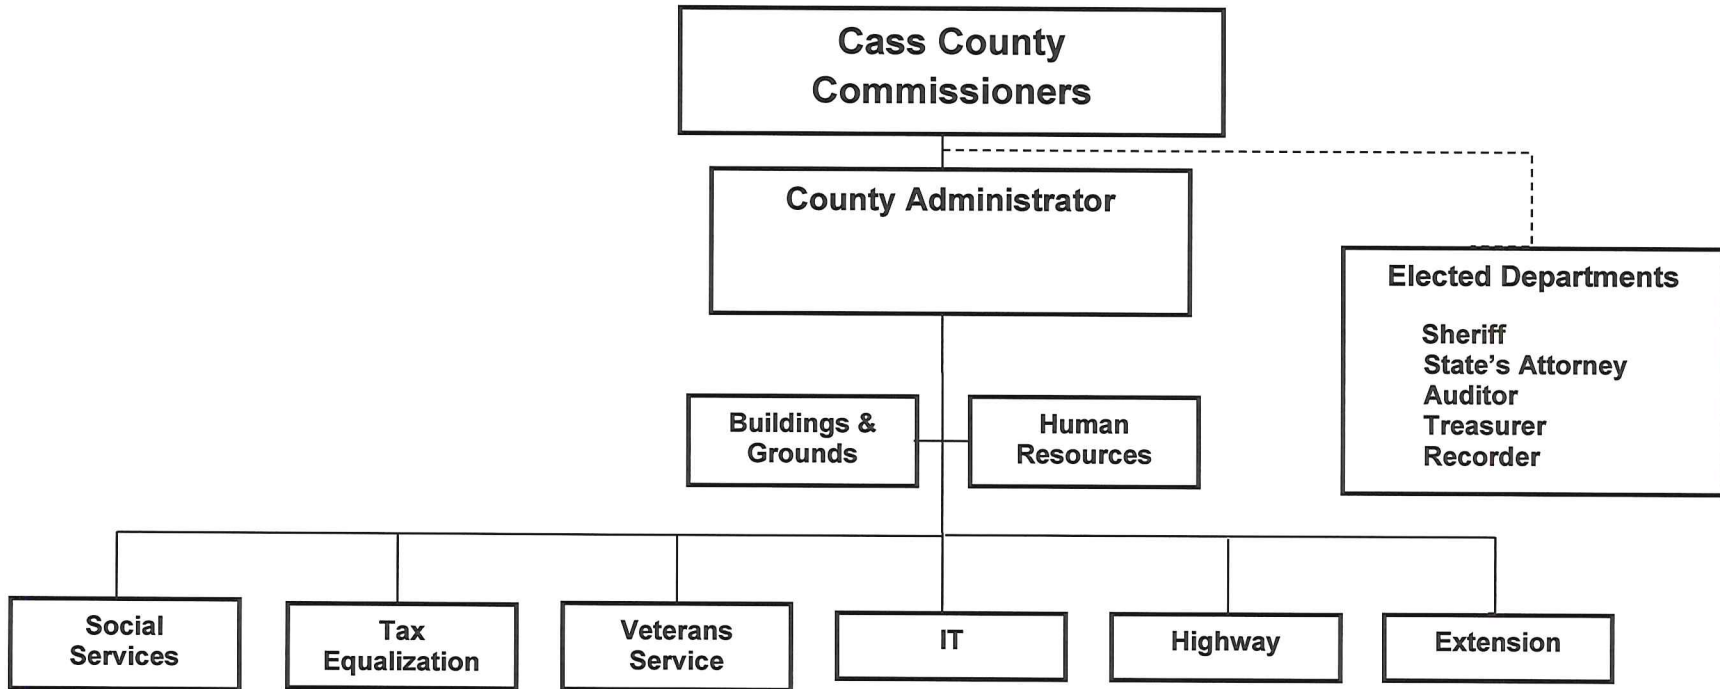 Cass County
Commissioners
County Administrator
Elected Departments
Sheriff
State’s Attorney
Auditor
Treasurer
Recorder
Buildings &
Grounds
Human
Resources
Social
Services
Tax
Equalization
Veterans
Service
IT
Highway
Extension